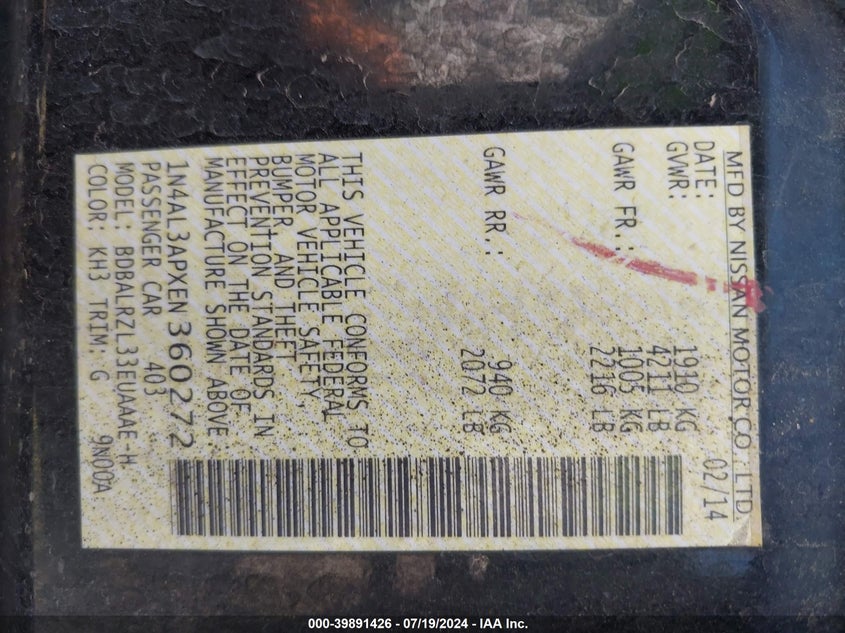 MFD BY NISSAN MOTOR CO., LTD.
DATE: 02/14
GVWR: 1910 KG
4211 LB
GAWR FR.: 1005 KG
2216 LB
GAWR RR.: 940 KG
2072 LB
THIS VEHICLE CONFORMS TO
ALL APPLICABLE FEDERAL
MOTOR VEHICLE SAFETY,
BUMPER AND THEFT
PREVENTION STANDARDS IN
EFFECT ON THE DATE OF
MANUFACTURE SHOWN ABOVE
1N4AL3APXEN360272
PASSENGER CAR 403
MODEL: BDBALRZL33EUAAAE-H
COLOR: KH3 TRIM: G 9N00A
000-39891426 - 07/19/2024 - IAA Inc.